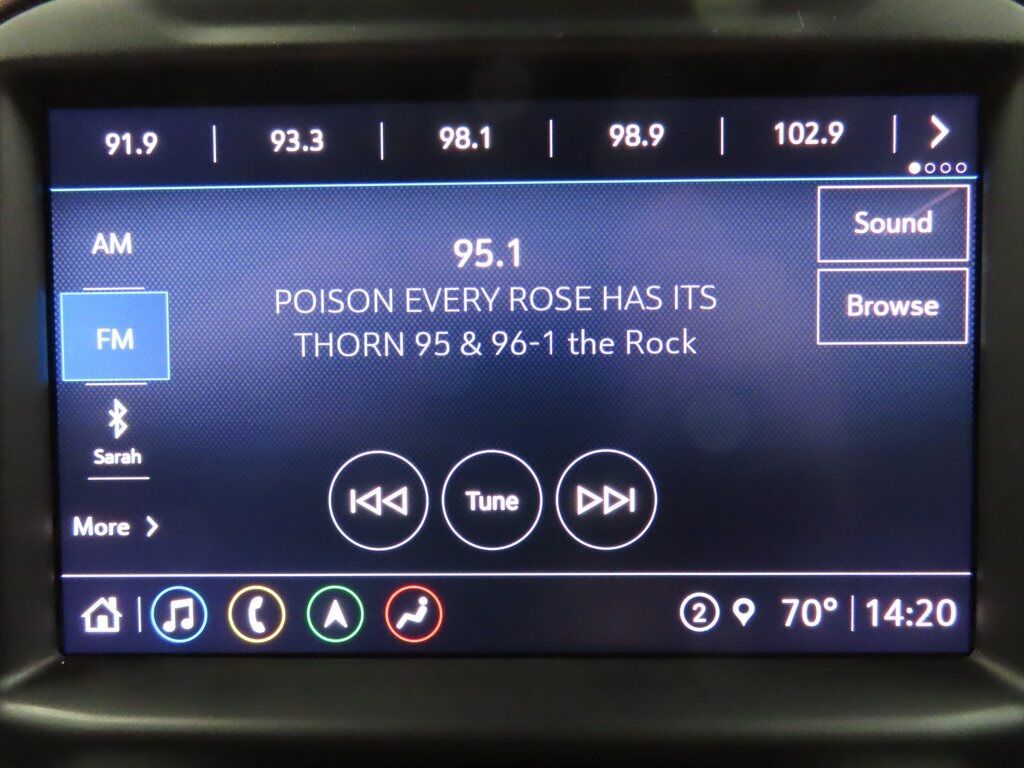 91.9 93.3 98.1 98.9 102.9
AM
95.1
Sound
POISON EVERY ROSE HAS ITS
THORN 95 & 96-1 the Rock
Browse
FM
Sarah
More
Tune
2 70° 14:20